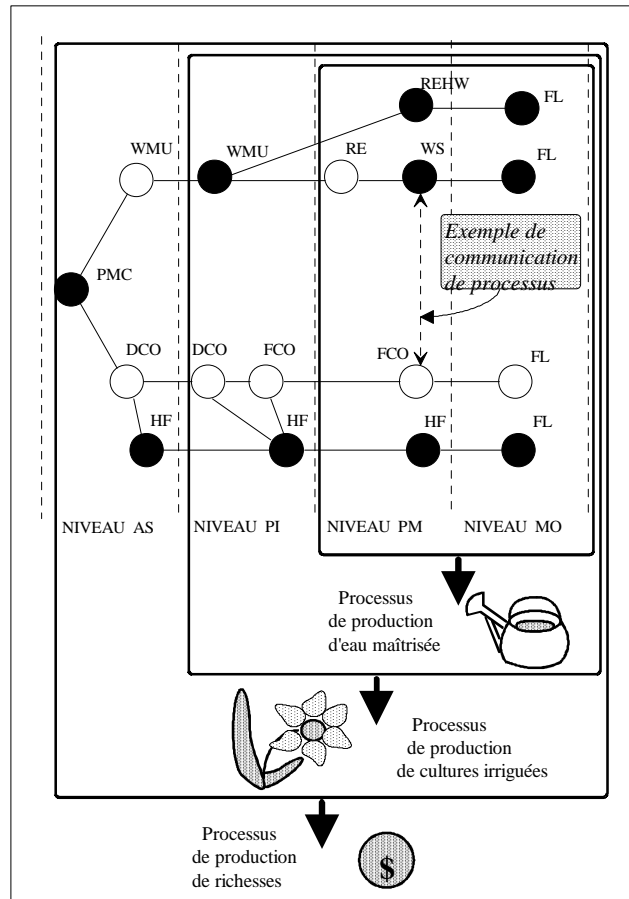 REHW
FL
WMU
WMU
RE
WS
FL
Exemple de
communication
de processus
PMC
DCO
DCO
FCO
FCO
FL
HF
HF
HF
FL
NIVEAU AS
NIVEAU PI
NIVEAU PM
NIVEAU MO
Processus
de production
d'eau maîtrisée
Processus
de production
de cultures irriguées
Processus
de production
de richesses
$